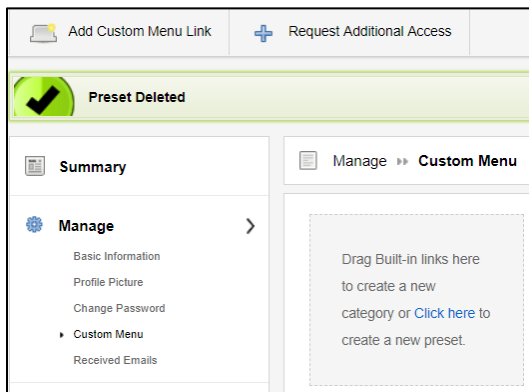 Add Custom Menu Link
Request Additional Access
Preset Deleted
Summary
Manage
Basic Information
Profile Picture
Change Password
Custom Menu
Received Emails
Manage Custom Menu
Drag Built-in links here
to create a new
category or Click here to
create a new preset.